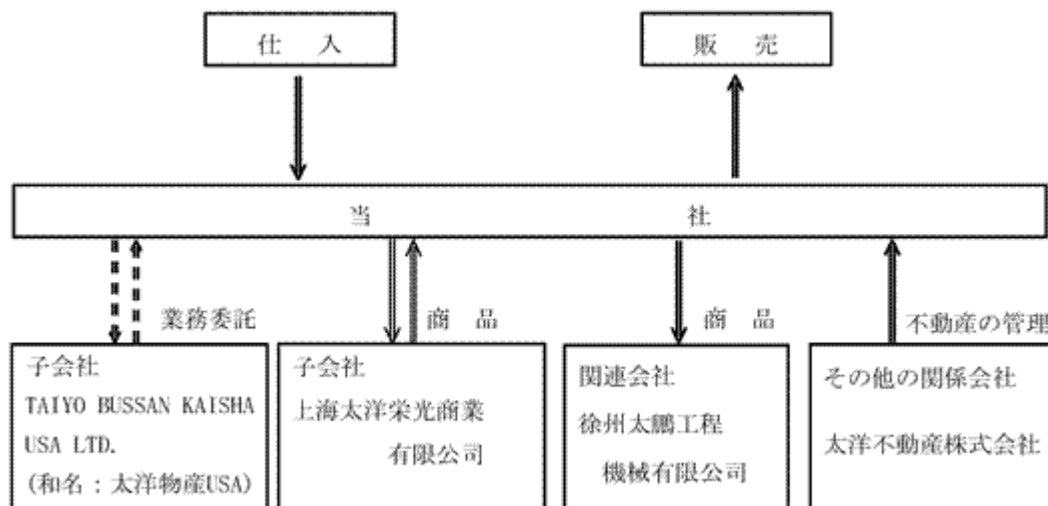 仕 入
販 売
当 社
業務委託
商 品
商 品
不動産の管理
子会社
TAIYO BUSSAN KAISHA
USA LTD.
(和名：太洋物産USA)
子会社
上海太洋栄光商業
有限公司
関連会社
徐州太鵬工程
機械有限公司
その他の関係会社
太洋不動産株式会社